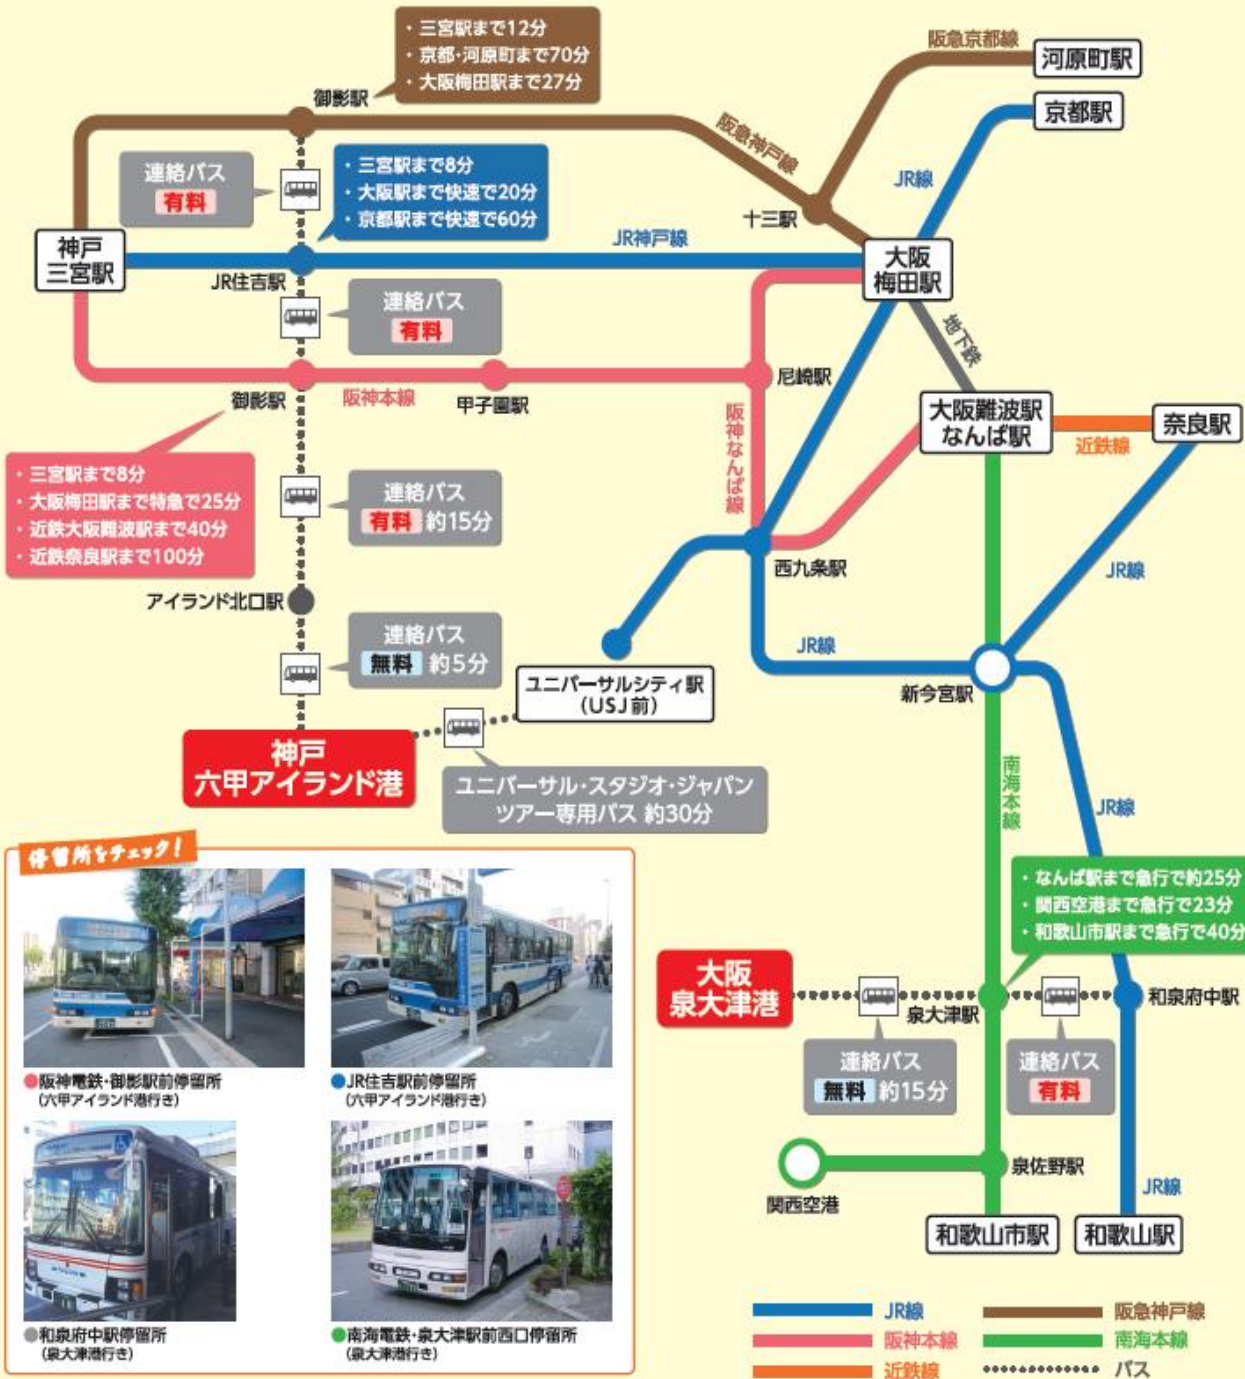 ・三宮駅まで12分
・京都・河原町まで70分
・大阪梅田駅まで27分
阪急京都線
河原町駅
御影駅
京都駅
阪急神戸線
連絡バス
有料
・三宮駅まで8分
・大阪駅まで快速で20分
・京都駅まで快速で60分
JR線
十三駅
神戸
三宮駅
JR神戸線
大阪
梅田駅
JR住吉駅
連絡バス
有料
地下鉄
御影駅
阪神本線
甲子園駅
尼崎駅
大阪難波駅
なんば駅
近鉄線
奈良駅
阪神なんば線
・三宮駅まで8分
・大阪梅田駅まで特急で25分
・近鉄大阪難波駅まで40分
・近鉄奈良駅まで100分
連絡バス
有料 約15分
西九条駅
JR線
アイランド北口駅
連絡バス
無料 約5分
JR線
ユニバーサルシティ駅
(USJ前)
新今宮駅
神戸
六甲アイランド港
ユニバーサル・スタジオ・ジャパン
ツアー専用バス 約30分
南海本線
JR線
・なんば駅まで急行で約25分
・関西空港まで急行で23分
・和歌山市駅まで急行で40分
大阪
泉大津港
泉大津駅
和泉府中駅
連絡バス
無料 約15分
連絡バス
有料
泉佐野駅
関西空港
JR線
和歌山市駅
和歌山駅
停留所をチェック!
●阪神電鉄・御影駅前停留所
(六甲アイランド港行き)
●JR住吉駅前停留所
(六甲アイランド港行き)
●和泉府中駅停留所
(泉大津港行き)
●南海電鉄・泉大津駅前西口停留所
(泉大津港行き)
JR線
阪急神戸線
阪神本線
南海本線
近鉄線
バス